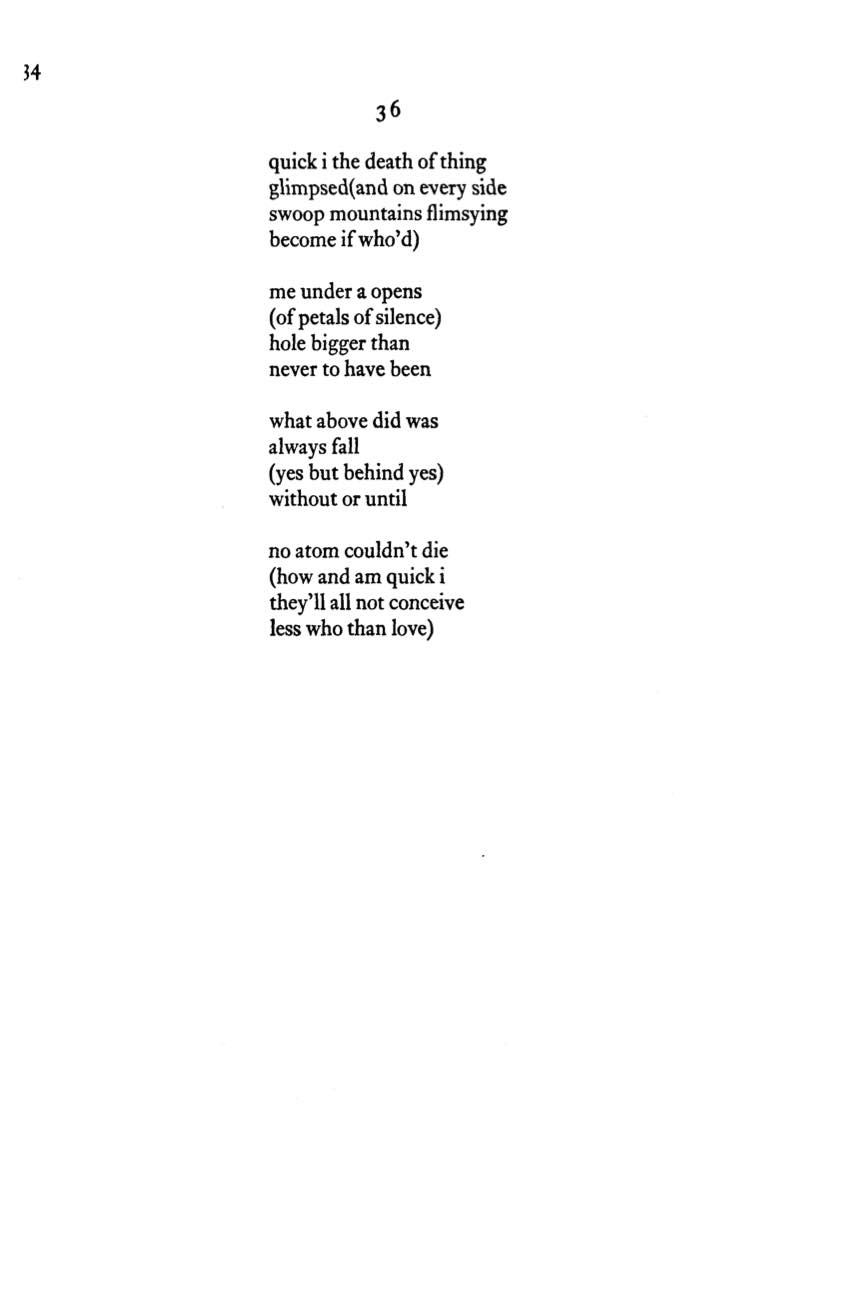 34
36
quick i the death of thing
glimpsed(and on every side
swoop mountains flimsying
become if who’d)
me under a opens
(of petals of silence)
hole bigger than
never to have been
what above did was
always fall
(yes but behind yes)
without or until
no atom couldn’t die
(how and am quick i
they’ll all not conceive
less who than love)